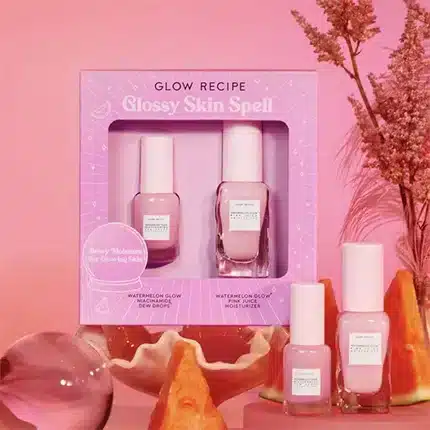 GLOW RECIPE
Glossy Skin Spell
Dewy Moisture
for Glowing Skin
WATERMELON GLOW
NIACINAMIDE
DEW DROPS
WATERMELON GLOW
PINK JUICE
MOISTURIZER